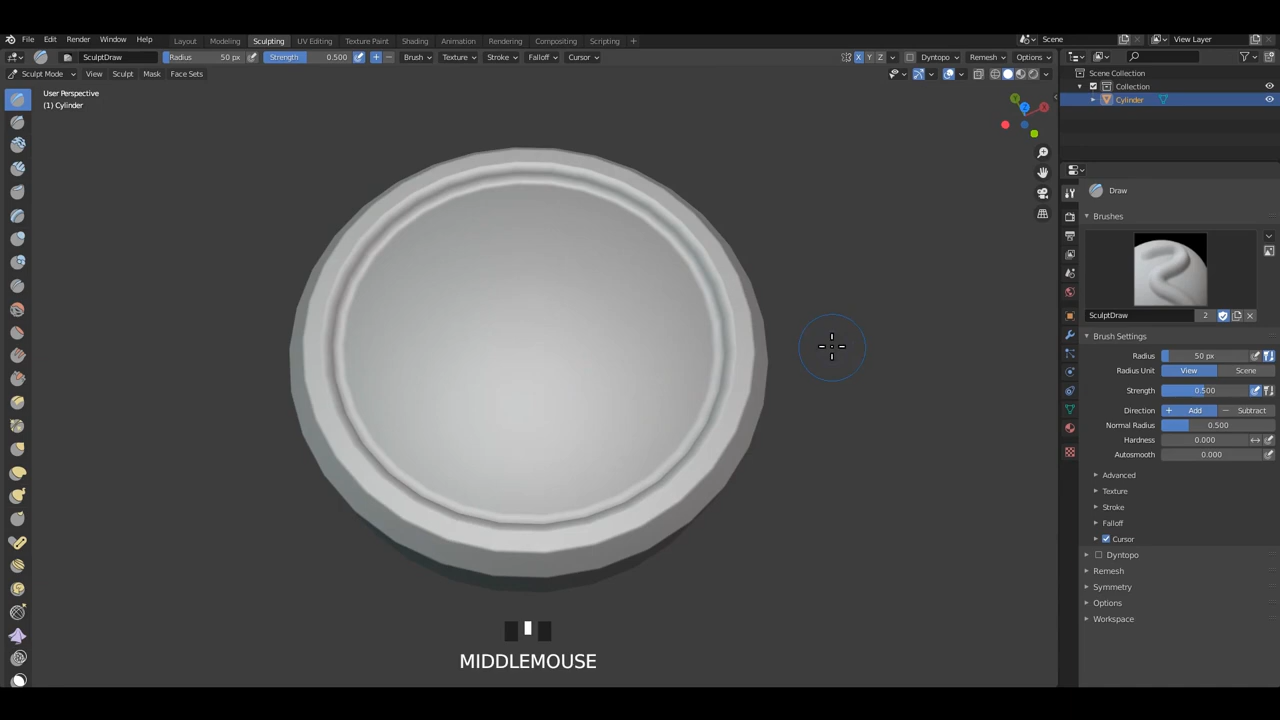 File Edit Render Window Help Layout Modeling Sculpting UV Editing Texture Paint Shading Animation Rendering Compositing Scripting + Scene View Layer
SculptDraw Radius 50 px Strength 0.500 Brush Texture Stroke Falloff Cursor X Y Z Dyntopo Remesh Options
Sculpt Mode View Sculpt Mask Face Sets
Scene Collection
Collection
Cylinder
User Perspective
(1) Cylinder
Y
X
Z
Draw
Brushes
SculptDraw 2
Brush Settings
Radius 50 px
Radius Unit View Scene
Strength 0.500
Direction + Add − Subtract
Normal Radius 0.500
Hardness 0.000
Autosmooth 0.000
Advanced
Texture
Stroke
Falloff
Cursor
Dyntopo
Remesh
Symmetry
Options
Workspace
MIDDLEMOUSE